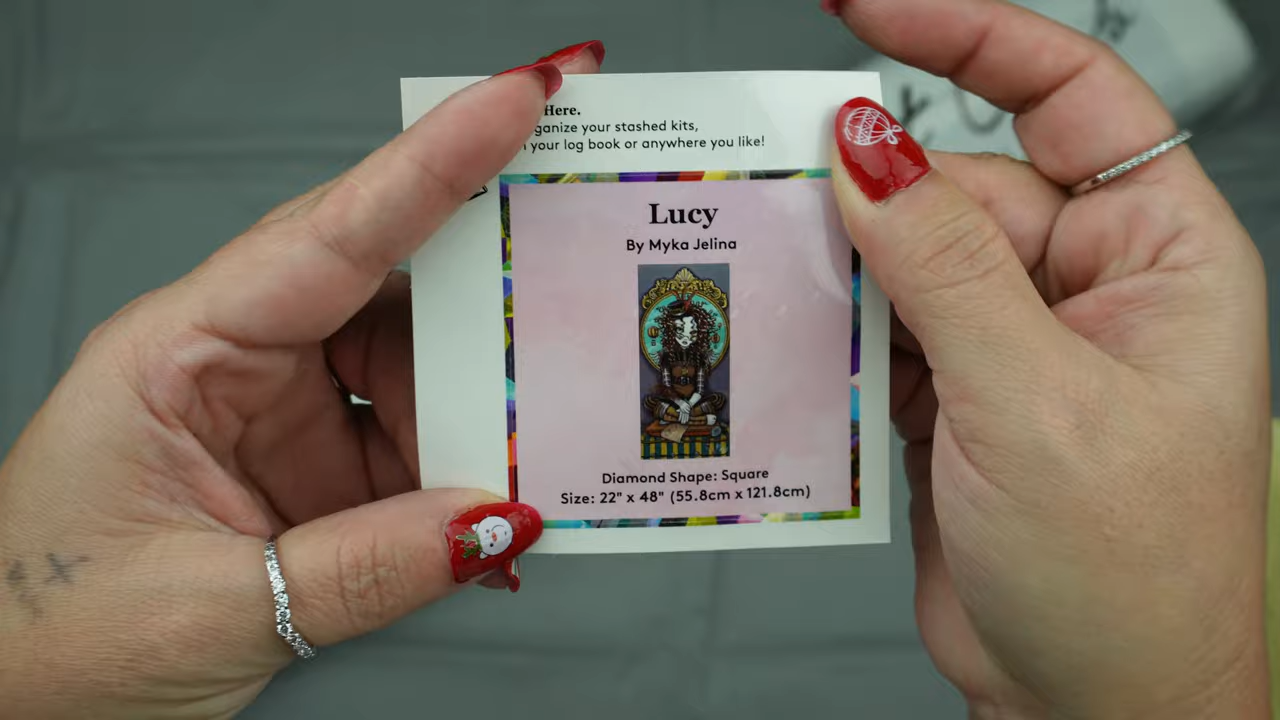 Here.
ganize your stashed kits,
your log book or anywhere you like!
Lucy
By Myka Jelina
Diamond Shape: Square
Size: 22" x 48" (55.8cm x 121.8cm)